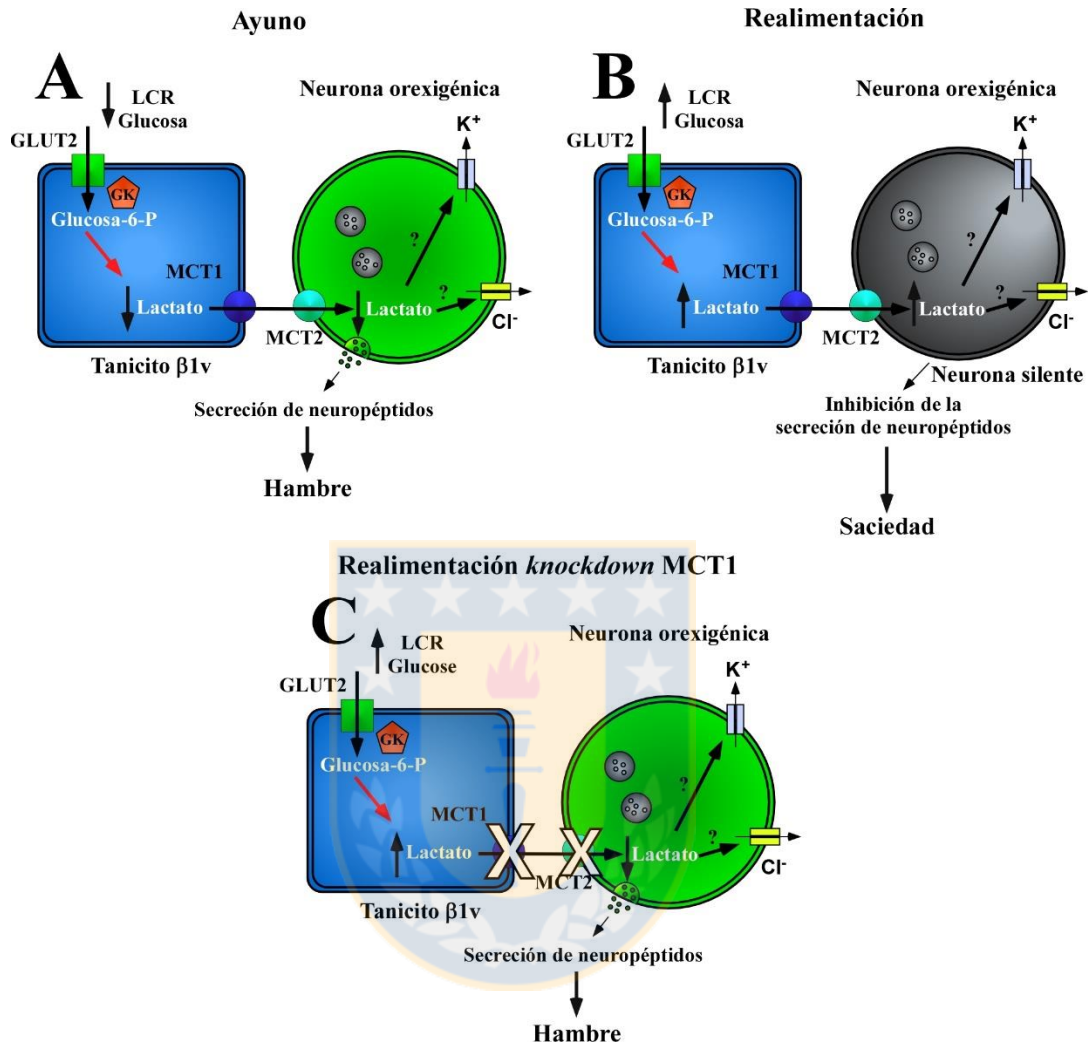 Ayuno
A
LCR
Glucosa
GLUT2
GK
Glucosa-6-P
MCT1
Lactato
Tanicito β1v
Neurona orexigénica
K+
?
Lactato
?
Cl-
MCT2
Secreción de neuropéptidos
Hambre
Realimentación
B
LCR
Glucosa
GLUT2
GK
Glucosa-6-P
MCT1
Lactato
Tanicito β1v
Neurona orexigénica
K+
?
Lactato
?
Cl-
MCT2
Neurona silente
Inhibición de la
secreción de neuropéptidos
Saciedad
Realimentación knockdown MCT1
C
LCR
Glucose
GLUT2
GK
Glucosa-6-P
MCT1
Lactato
X
X
Tanicito β1v
Neurona orexigénica
K+
?
Lactato
?
Cl-
MCT2
Secreción de neuropéptidos
Hambre